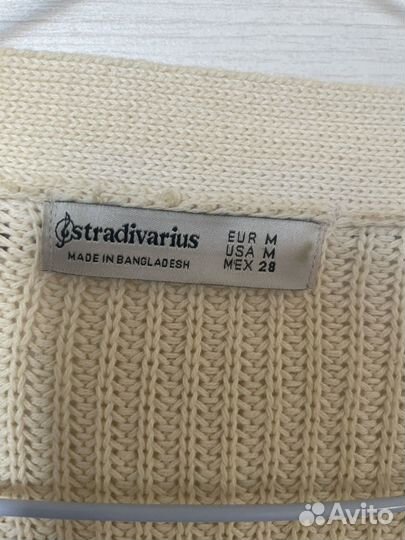 stradivarius
MADE IN BANGLADESH
EUR M
USA M
MEX 28
Avito